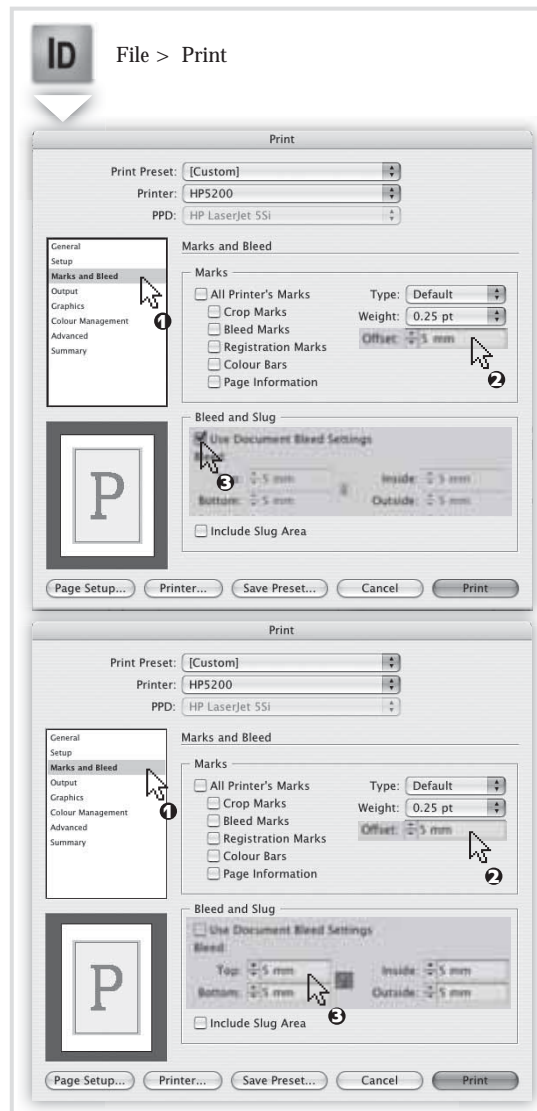 ID File > Print
Print
Print Preset: [Custom]
Printer: HP5200
PPD: HP LaserJet 5Si
General
Setup
Marks and Bleed
Output
Graphics
Colour Management
Advanced
Summary
❶
Marks and Bleed
Marks
All Printer's Marks
Crop Marks
Bleed Marks
Registration Marks
Colour Bars
Page Information
Type: Default
Weight: 0.25 pt
Offset: 5 mm
❷
Bleed and Slug
Use Document Bleed Settings
❸
5 mm Inside: 5 mm
Bottom: 5 mm Outside: 5 mm
Include Slug Area
P
Page Setup... Printer... Save Preset... Cancel Print
Print
Print Preset: [Custom]
Printer: HP5200
PPD: HP LaserJet 5Si
General
Setup
Marks and Bleed
Output
Graphics
Colour Management
Advanced
Summary
❶
Marks and Bleed
Marks
All Printer's Marks
Crop Marks
Bleed Marks
Registration Marks
Colour Bars
Page Information
Type: Default
Weight: 0.25 pt
Offset: 5 mm
❷
Bleed and Slug
Use Document Bleed Settings
Bleed:
Top: 5 mm Inside: 5 mm
Bottom: 5 mm Outside: 5 mm
❸
Include Slug Area
P
Page Setup... Printer... Save Preset... Cancel Print